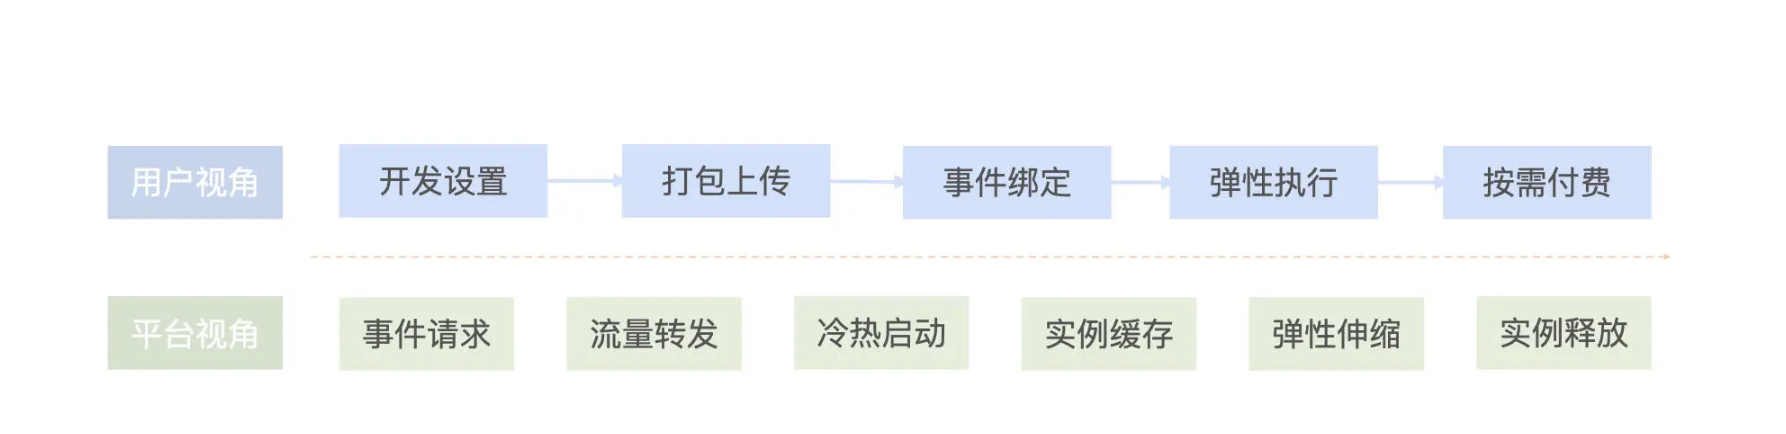 用户视角
开发设置
打包上传
事件绑定
弹性执行
按需付费
平台视角
事件请求
流量转发
冷热启动
实例缓存
弹性伸缩
实例释放